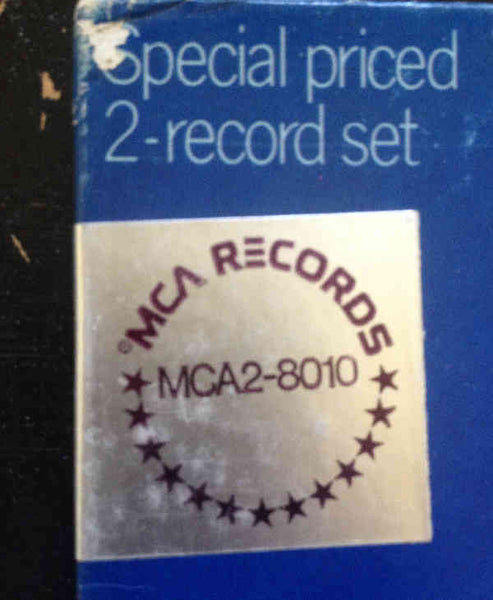 Special priced
2-record set
©MCA RECORDS
MCA2-8010